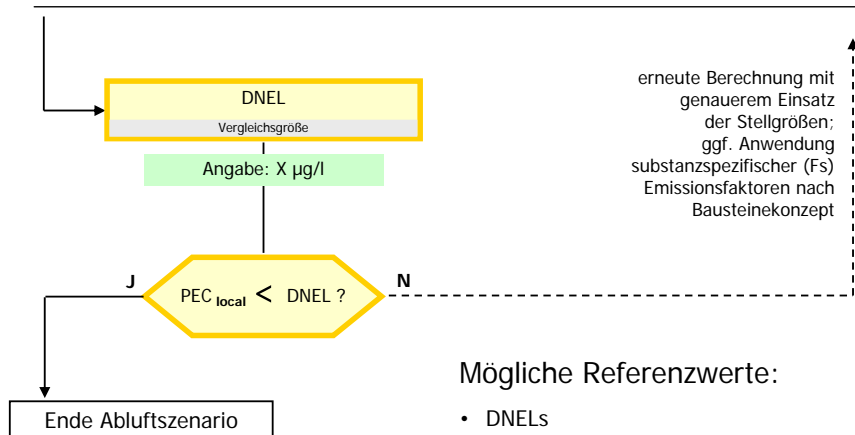 DNEL
Vergleichsgröße
Angabe: X µg/l
erneute Berechnung mit
genauerem Einsatz
der Stellgrößen;
ggf. Anwendung
substanzspezifischer (Fs)
Emissionsfaktoren nach
Bausteinekonzept
J
PEC local < DNEL ?
N
Mögliche Referenzwerte:
• DNELs
Ende Abluftszenario